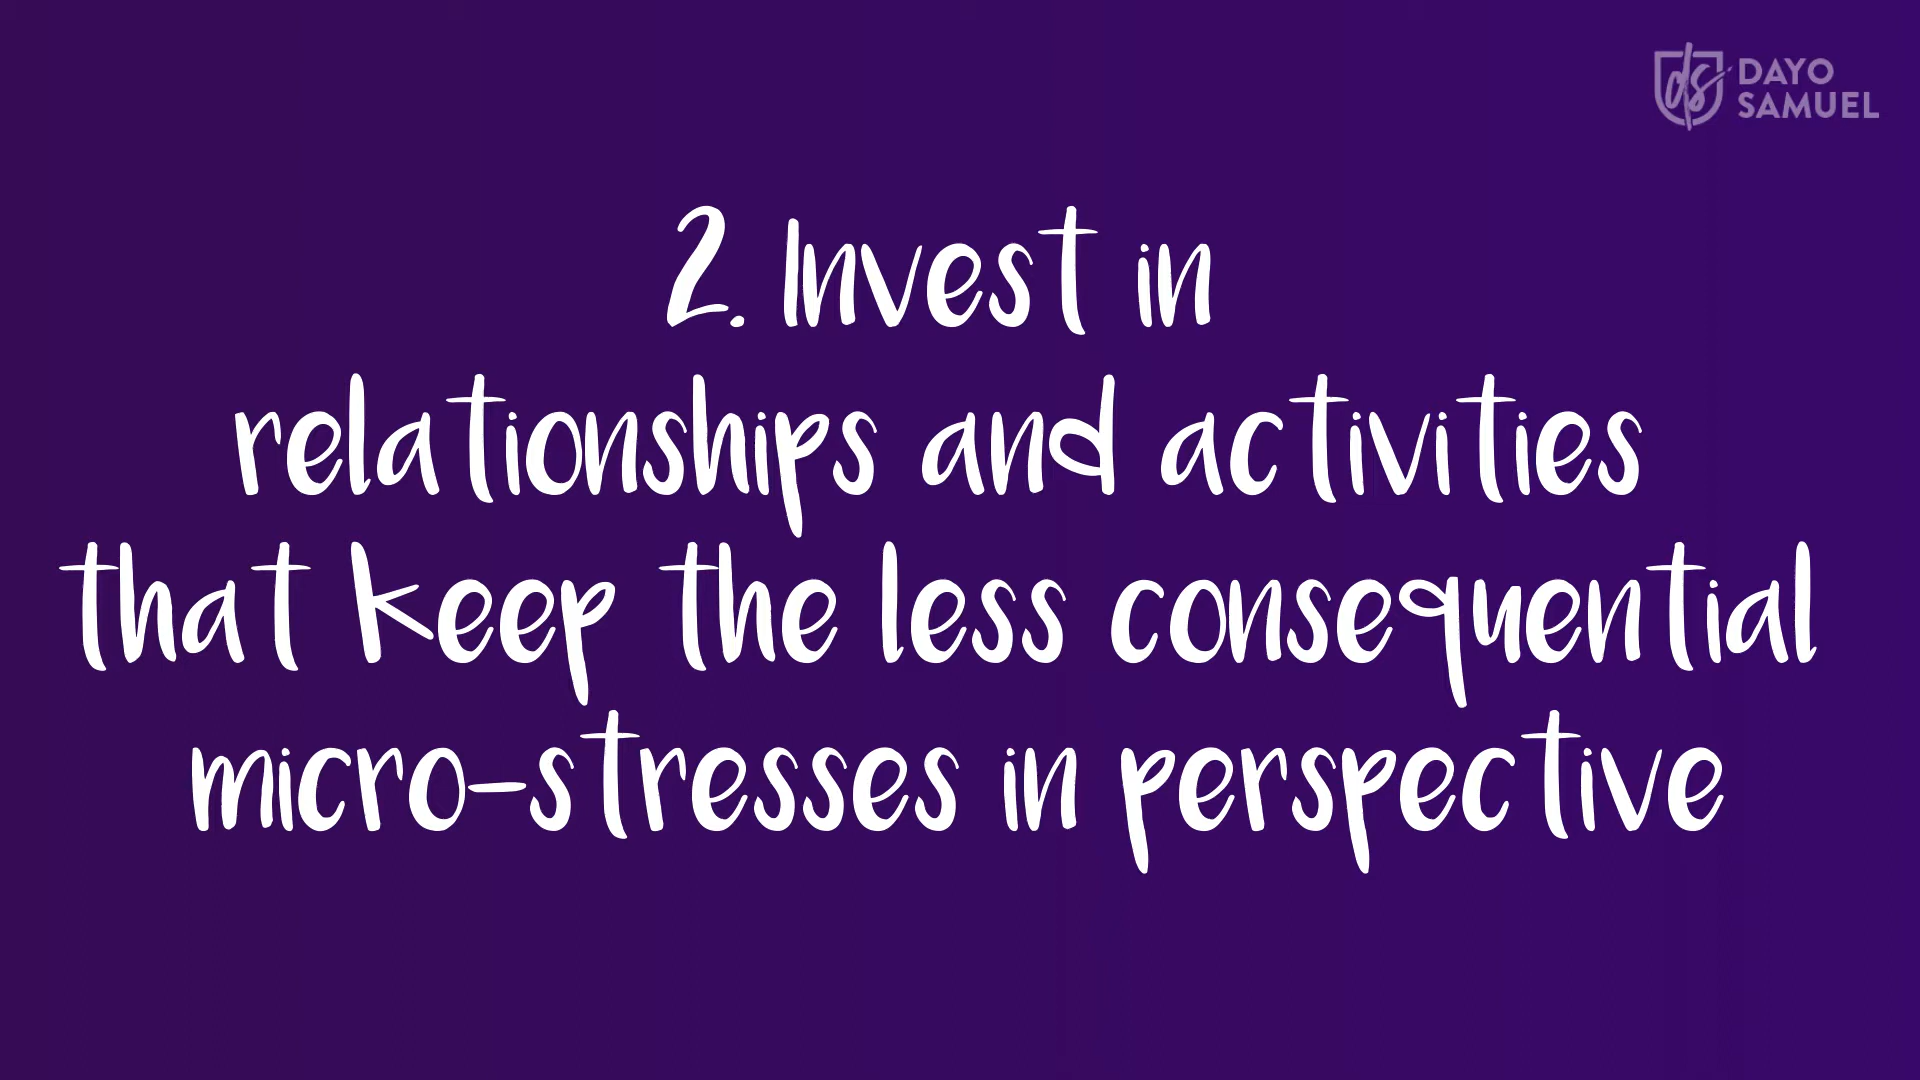 DAYO
SAMUEL
2. Invest in
relationships and activities
that keep the less consequential
micro-stresses in perspective